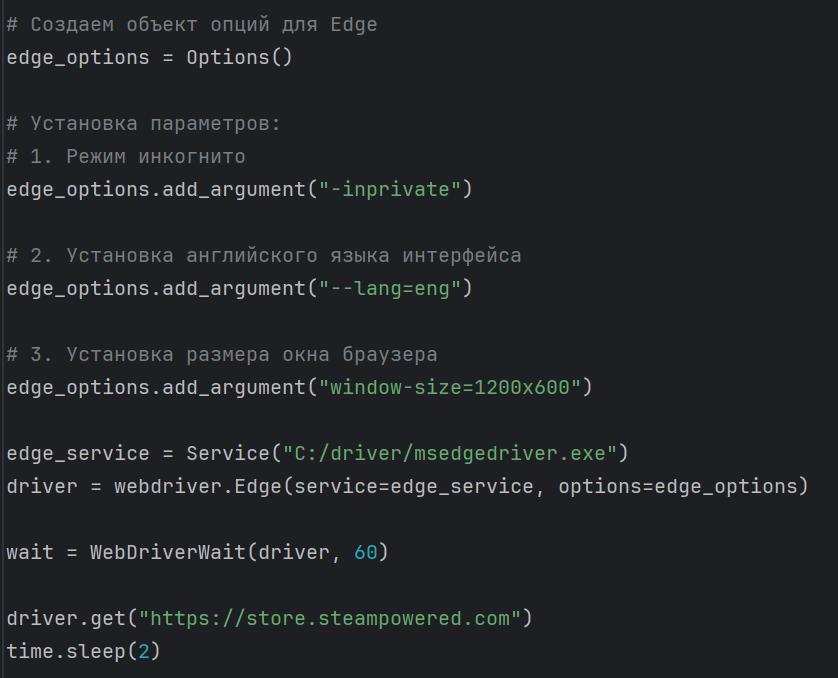 # Создаем объект опций для Edge
edge_options = Options()
# Установка параметров:
# 1. Режим инкогнито
edge_options.add_argument("-inprivate")
# 2. Установка английского языка интерфейса
edge_options.add_argument("--lang=eng")
# 3. Установка размера окна браузера
edge_options.add_argument("window-size=1200x600")
edge_service = Service("C:/driver/msedgedriver.exe")
driver = webdriver.Edge(service=edge_service, options=edge_options)
wait = WebDriverWait(driver, 60)
driver.get("https://store.steampowered.com")
time.sleep(2)